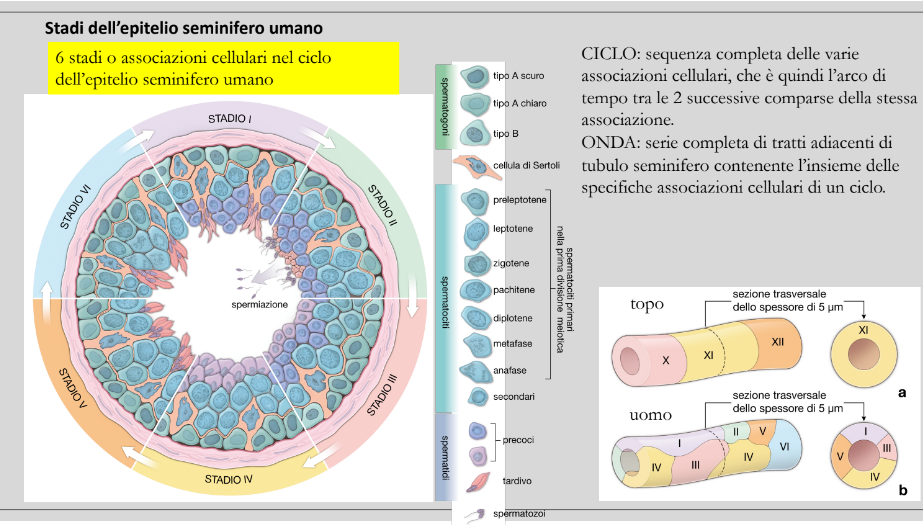 Stadi dell'epitelio seminifero umano
6 stadi o associazioni cellulari nel ciclo
dell'epitelio seminifero umano
STADIO I
STADIO II
STADIO III
STADIO IV
STADIO V
STADIO VI
spermiazione
spermatogoni
tipo A scuro
tipo A chiaro
tipo B
cellula di Sertoli
spermatociti
preleptotene
leptotene
zigotene
pachitene
diplotene
metafase
anafase
secondari
spermatociti primari
nella prima divisione meiotica
spermatidi
precoci
tardivo
spermatozoi
CICLO: sequenza completa delle varie
associazioni cellulari, che è quindi l'arco di
tempo tra le 2 successive comparse della stessa
associazione.
ONDA: serie completa di tratti adiacenti di
tubulo seminifero contenente l'insieme delle
specifiche associazioni cellulari di un ciclo.
topo
sezione trasversale
dello spessore di 5 µm
X
XI
XII
XI
a
uomo
sezione trasversale
dello spessore di 5 µm
I
II
V
VI
IV
III
IV
I
III
V
IV
b